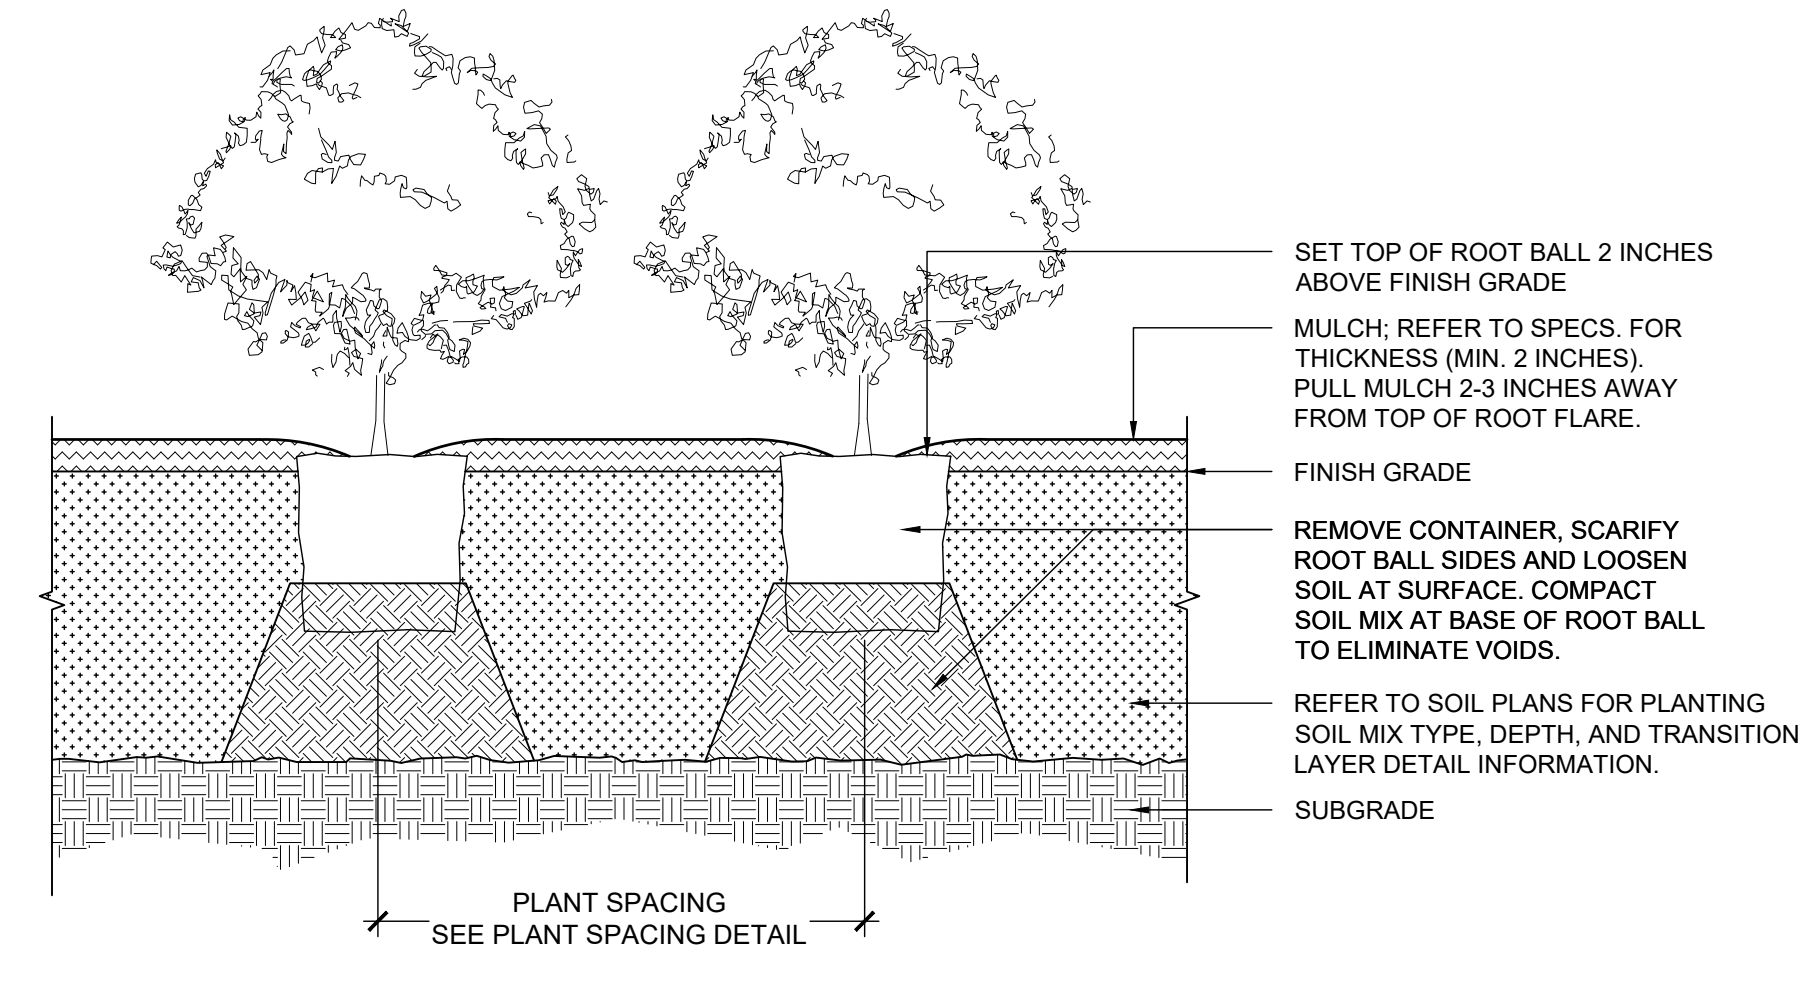 SET TOP OF ROOT BALL 2 INCHES
ABOVE FINISH GRADE
MULCH; REFER TO SPECS. FOR
THICKNESS (MIN. 2 INCHES).
PULL MULCH 2-3 INCHES AWAY
FROM TOP OF ROOT FLARE.
FINISH GRADE
REMOVE CONTAINER, SCARIFY
ROOT BALL SIDES AND LOOSEN
SOIL AT SURFACE. COMPACT
SOIL MIX AT BASE OF ROOT BALL
TO ELIMINATE VOIDS.
REFER TO SOIL PLANS FOR PLANTING
SOIL MIX TYPE, DEPTH, AND TRANSITION
LAYER DETAIL INFORMATION.
SUBGRADE
PLANT SPACING
SEE PLANT SPACING DETAIL